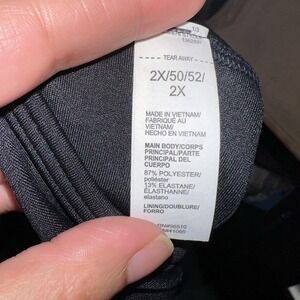 TEAR AWAY
2X/50/52/
2X
MADE IN VIETNAM/
FABRIQUÉ AU
VIETNAM/
HECHO EN VIETNAM
MAIN BODY/CORPS
PRINCIPAL/PARTE
PRINCIPAL DEL
CUERPO
87% POLYESTER/
poliéster
13% ELASTANE/
ÉLASTHANNE/
elastano
LINING/DOUBLURE/
FORRO